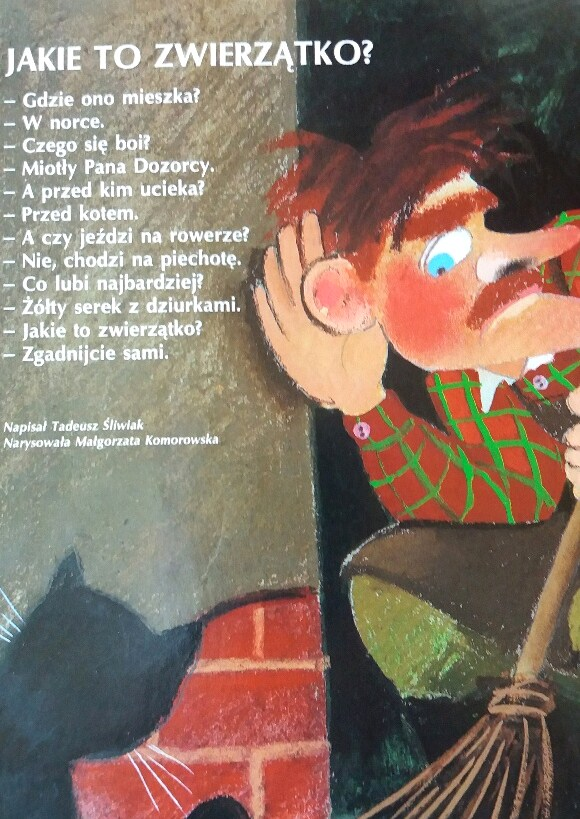 JAKIE TO ZWIERZĄTKO?
– Gdzie ono mieszka?
– W norce.
– Czego się boi?
– Miotły Pana Dozorcy.
– A przed kim ucieka?
– Przed kotem.
– A czy jeździ na rowerze?
– Nie, chodzi na piechotę.
– Co lubi najbardziej?
– Żółty serek z dziurkami.
– Jakie to zwierzątko?
– Zgadnijcie sami.
Napisał Tadeusz Śliwiak
Narysowała Małgorzata Komorowska